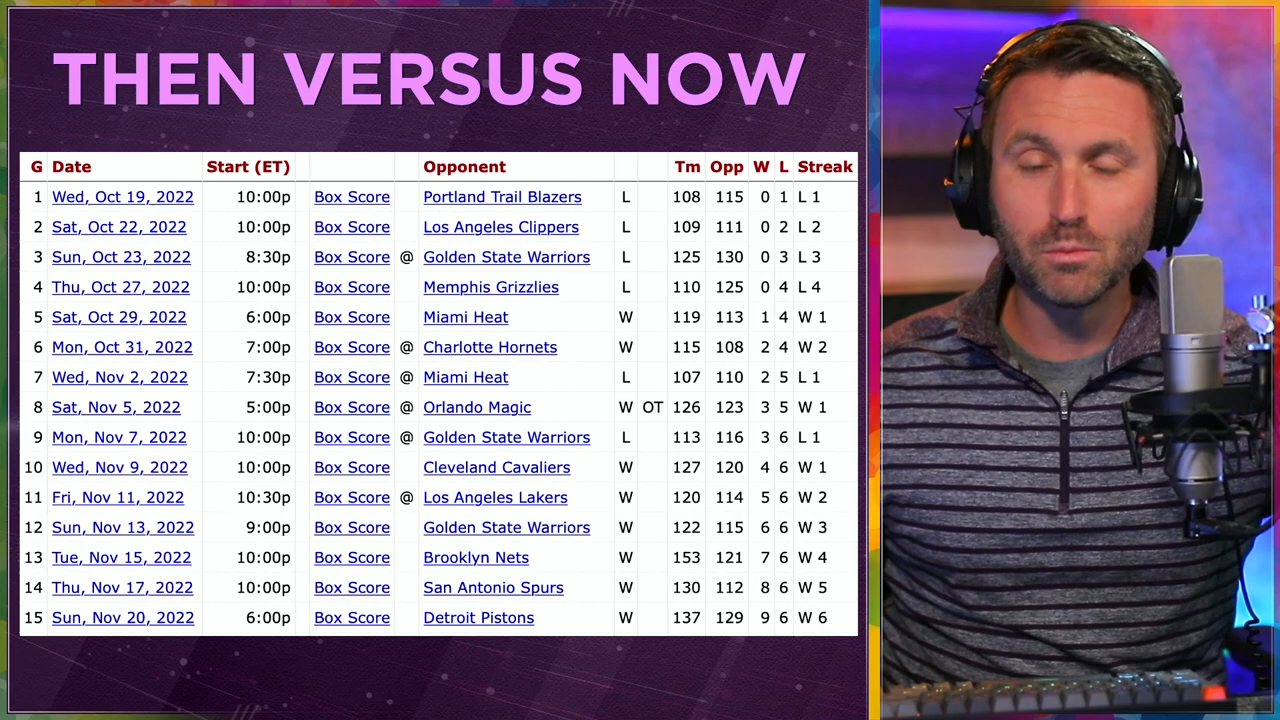 THEN VERSUS NOW
G Date Start (ET) Opponent Tm Opp W L Streak
1 Wed, Oct 19, 2022 10:00p Box Score Portland Trail Blazers L 108 115 0 1 L 1
2 Sat, Oct 22, 2022 10:00p Box Score Los Angeles Clippers L 109 111 0 2 L 2
3 Sun, Oct 23, 2022 8:30p Box Score @ Golden State Warriors L 125 130 0 3 L 3
4 Thu, Oct 27, 2022 10:00p Box Score Memphis Grizzlies L 110 125 0 4 L 4
5 Sat, Oct 29, 2022 6:00p Box Score Miami Heat W 119 113 1 4 W 1
6 Mon, Oct 31, 2022 7:00p Box Score @ Charlotte Hornets W 115 108 2 4 W 2
7 Wed, Nov 2, 2022 7:30p Box Score @ Miami Heat L 107 110 2 5 L 1
8 Sat, Nov 5, 2022 5:00p Box Score @ Orlando Magic W OT 126 123 3 5 W 1
9 Mon, Nov 7, 2022 10:00p Box Score @ Golden State Warriors L 113 116 3 6 L 1
10 Wed, Nov 9, 2022 10:00p Box Score Cleveland Cavaliers W 127 120 4 6 W 1
11 Fri, Nov 11, 2022 10:30p Box Score @ Los Angeles Lakers W 120 114 5 6 W 2
12 Sun, Nov 13, 2022 9:00p Box Score Golden State Warriors W 122 115 6 6 W 3
13 Tue, Nov 15, 2022 10:00p Box Score Brooklyn Nets W 153 121 7 6 W 4
14 Thu, Nov 17, 2022 10:00p Box Score San Antonio Spurs W 130 112 8 6 W 5
15 Sun, Nov 20, 2022 6:00p Box Score Detroit Pistons W 137 129 9 6 W 6